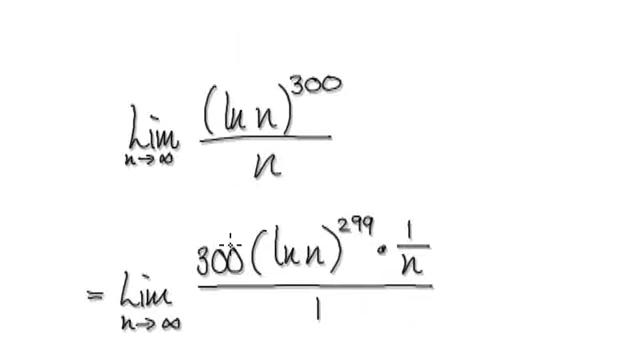 Lim n→∞ (ln n)^300 / n
= Lim n→∞ 300(ln n)^299 · 1/n / 1